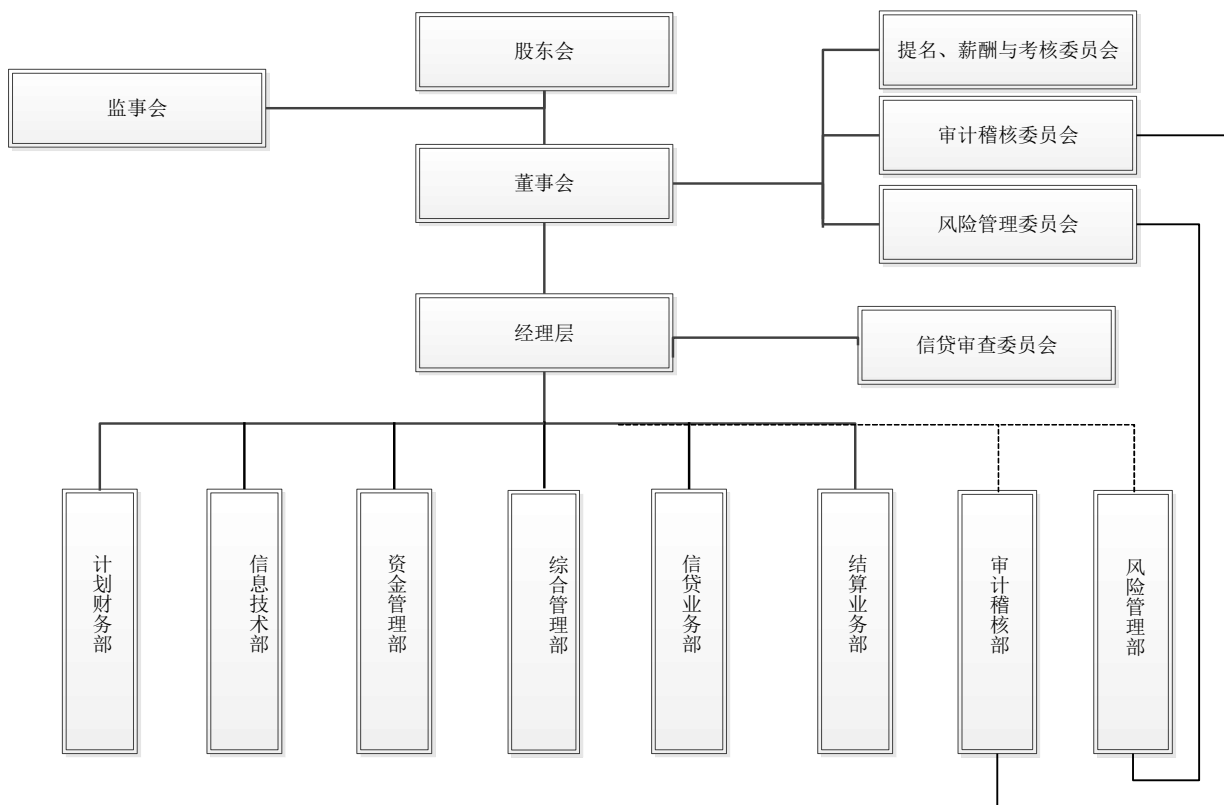 股东会
提名、薪酬与考核委员会
监事会
审计稽核委员会
董事会
风险管理委员会
经理层
信贷审查委员会
计划财务部
信息技术部
资金管理部
综合管理部
信贷业务部
结算业务部
审计稽核部
风险管理部